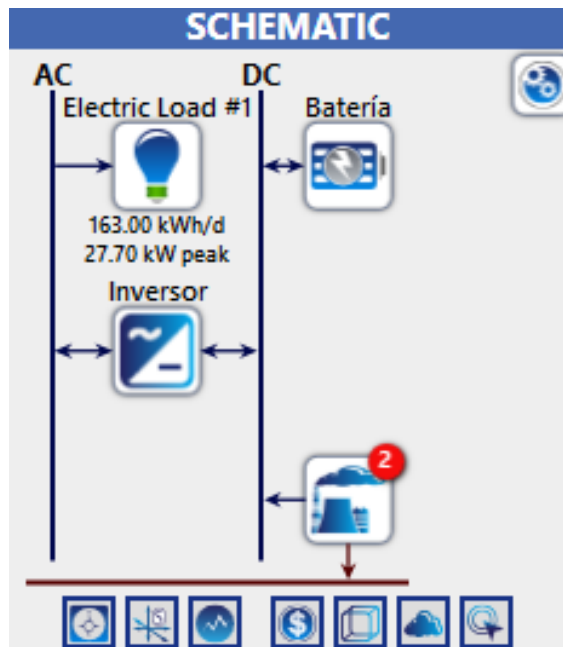 SCHEMATIC
AC DC
Electric Load #1 Batería
163.00 kWh/d
27.70 kW peak
Inversor
2
$